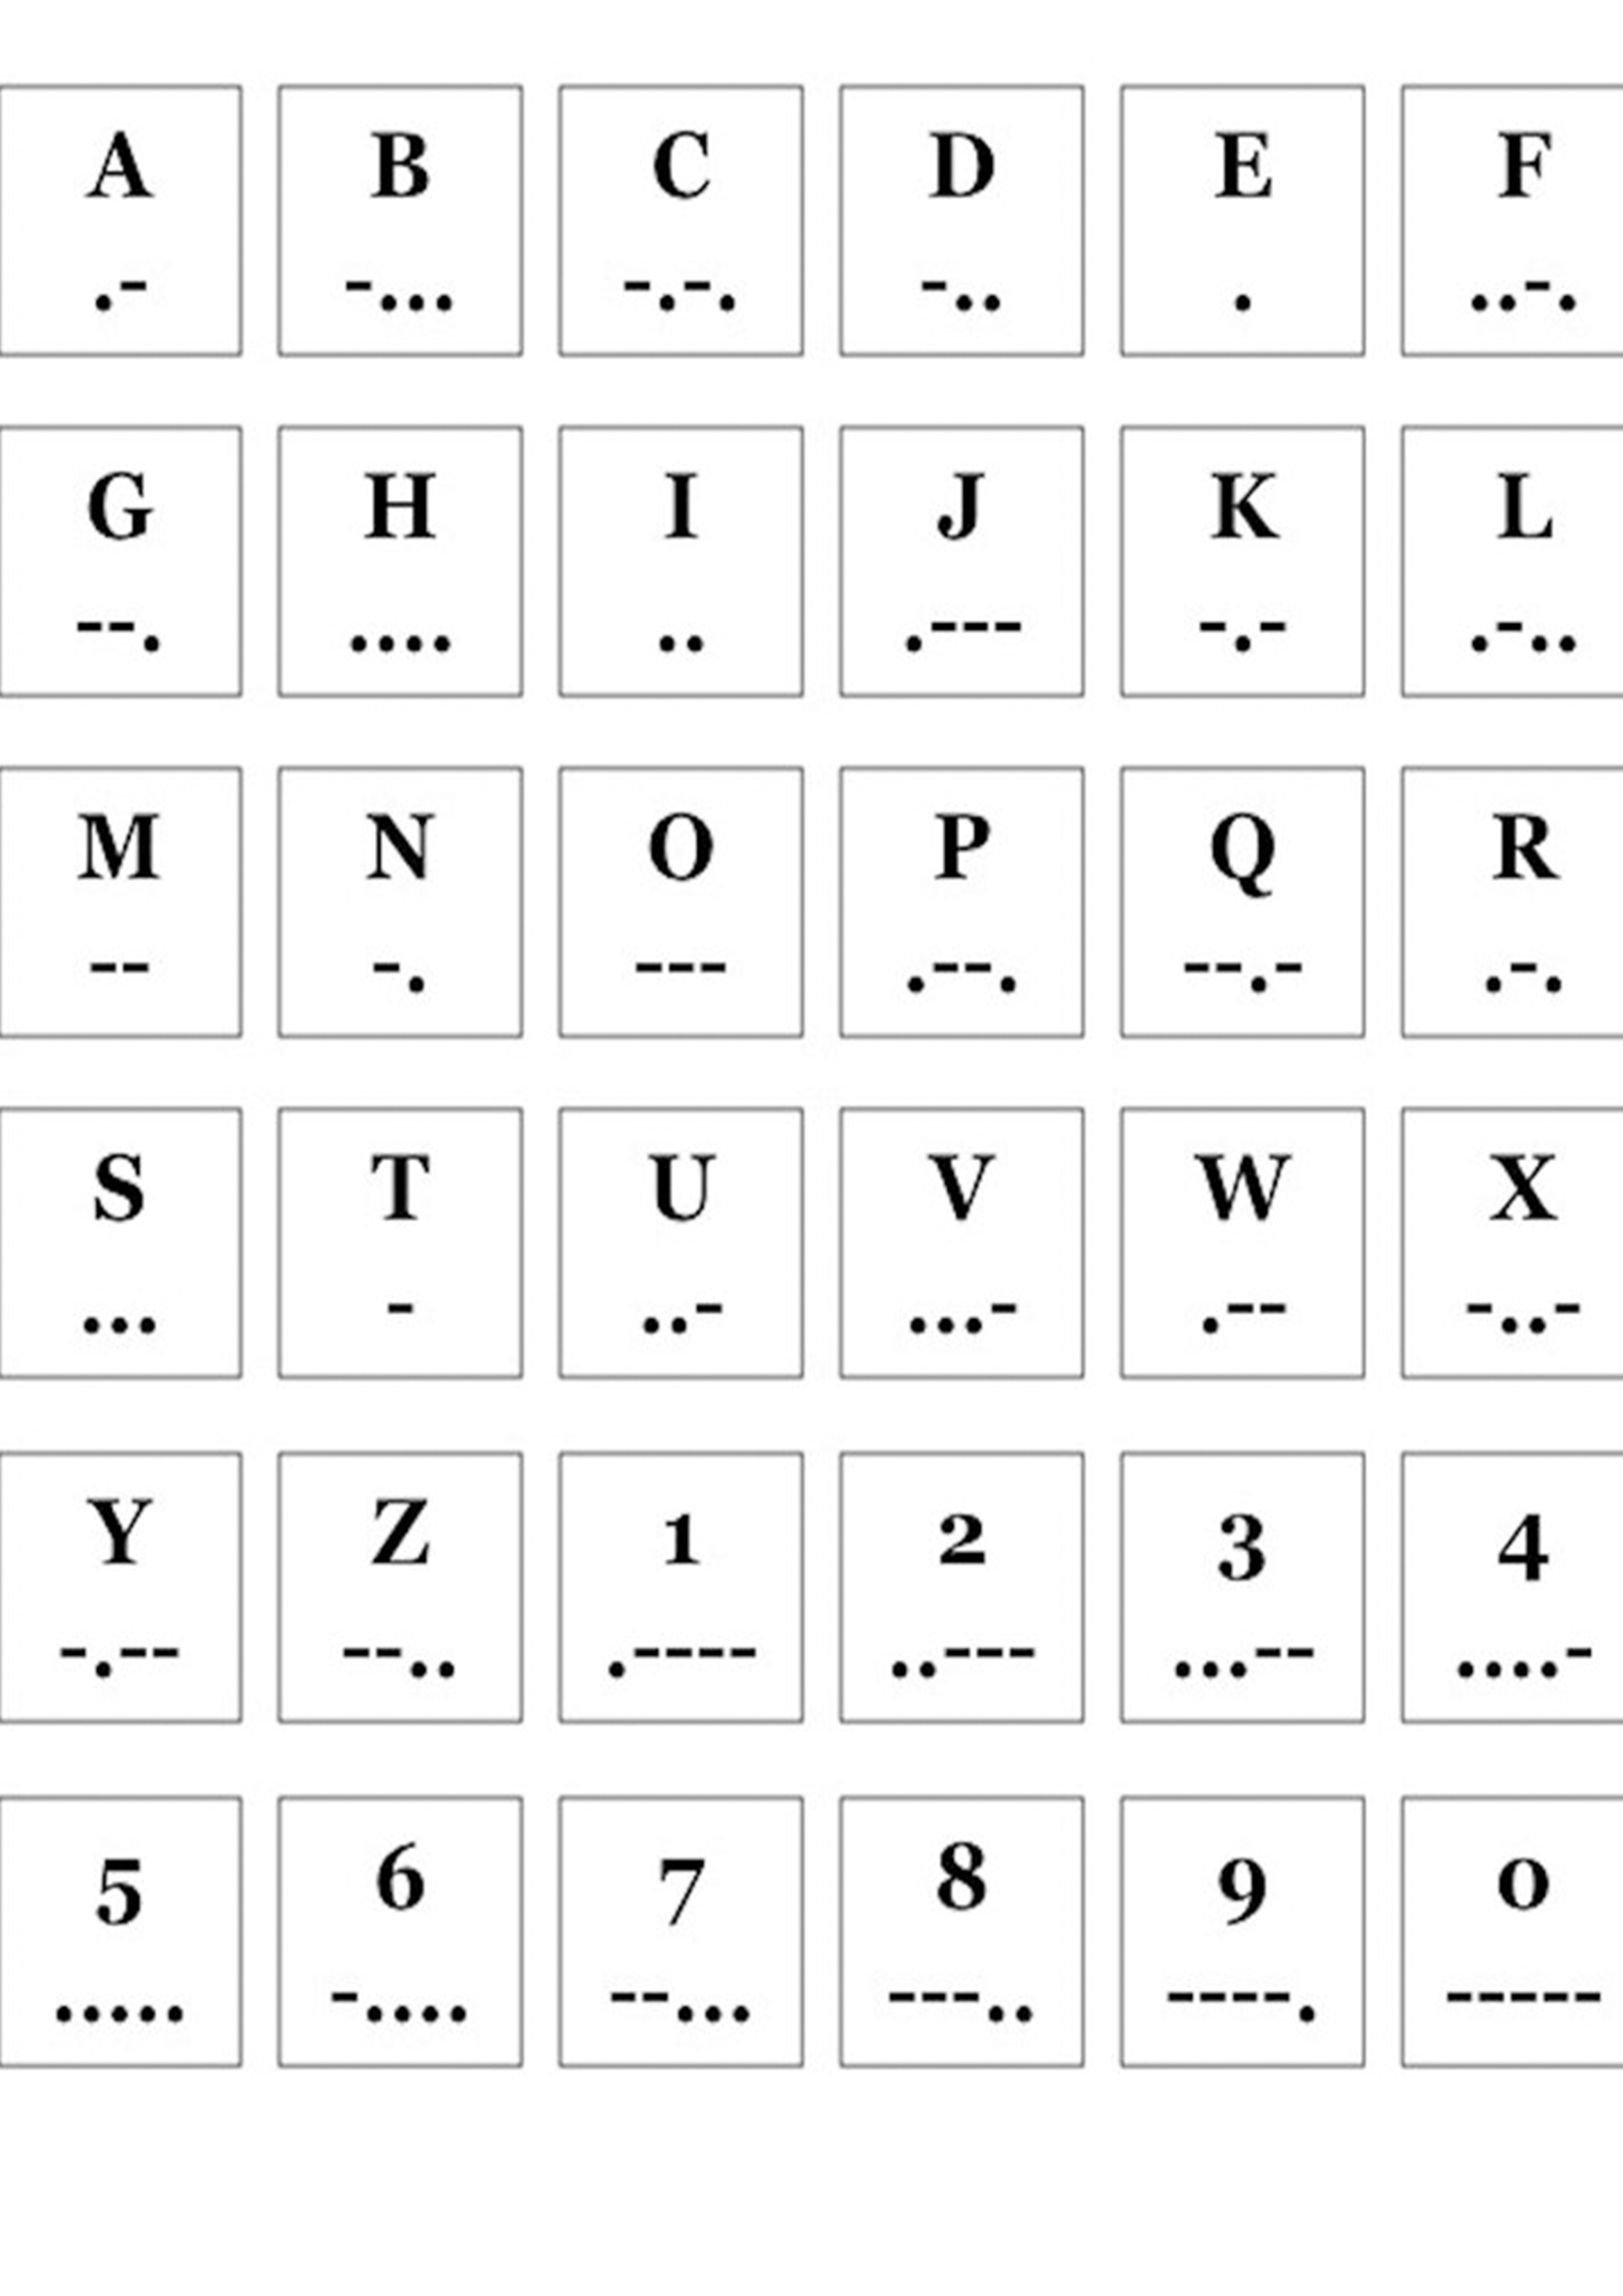 A B C D E F
.- -... -.-. -.. . ..-.
G H I J K L
--. .... .. .--- -.- .-..
M N O P Q R
-- -. --- .--. --.- .-.
S T U V W X
... - ..- ...- .-- -..-
Y Z 1 2 3 4
-.-- --.. .---- ..--- ...-- ....-
5 6 7 8 9 0
..... -.... --... ---.. ----. -----